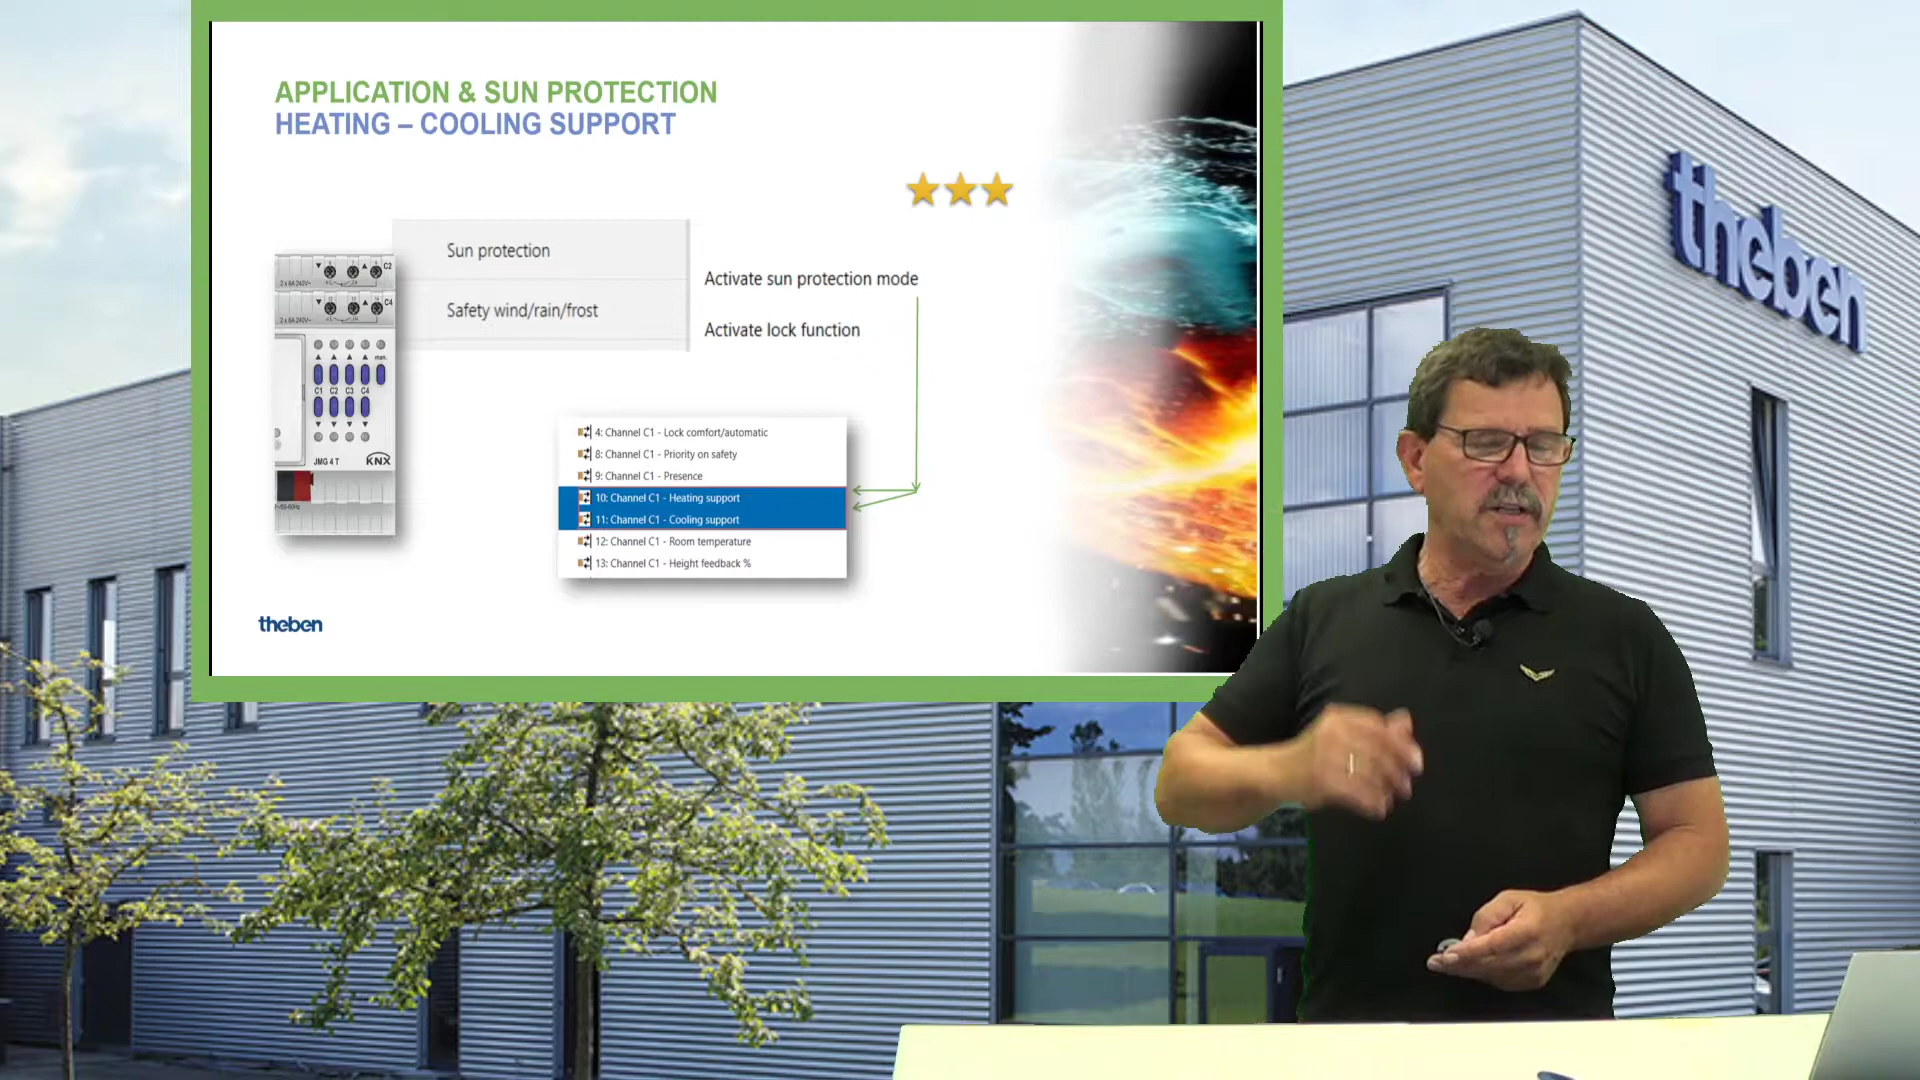 APPLICATION & SUN PROTECTION
HEATING – COOLING SUPPORT
Sun protection
Safety wind/rain/frost
Activate sun protection mode
Activate lock function
C2
C4
max.
C1 C2 C3 C4
JMG 4 T
KNX
4: Channel C1 - Lock comfort/automatic
8: Channel C1 - Priority on safety
9: Channel C1 - Presence
10: Channel C1 - Heating support
11: Channel C1 - Cooling support
12: Channel C1 - Room temperature
13: Channel C1 - Height feedback %
theben
theben